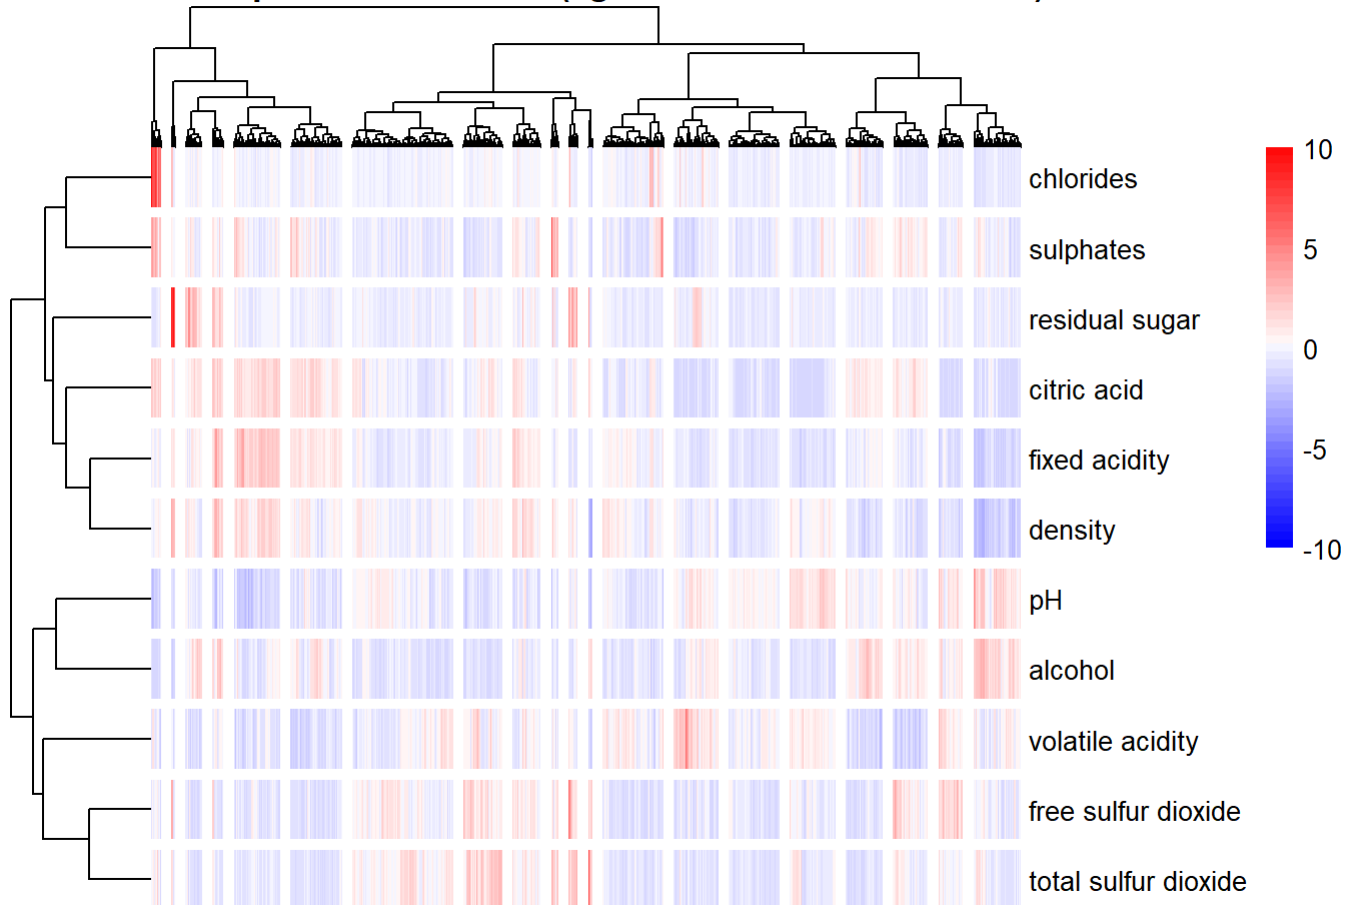 chlorides
sulphates
residual sugar
citric acid
fixed acidity
density
pH
alcohol
volatile acidity
free sulfur dioxide
total sulfur dioxide
10
5
0
-5
-10